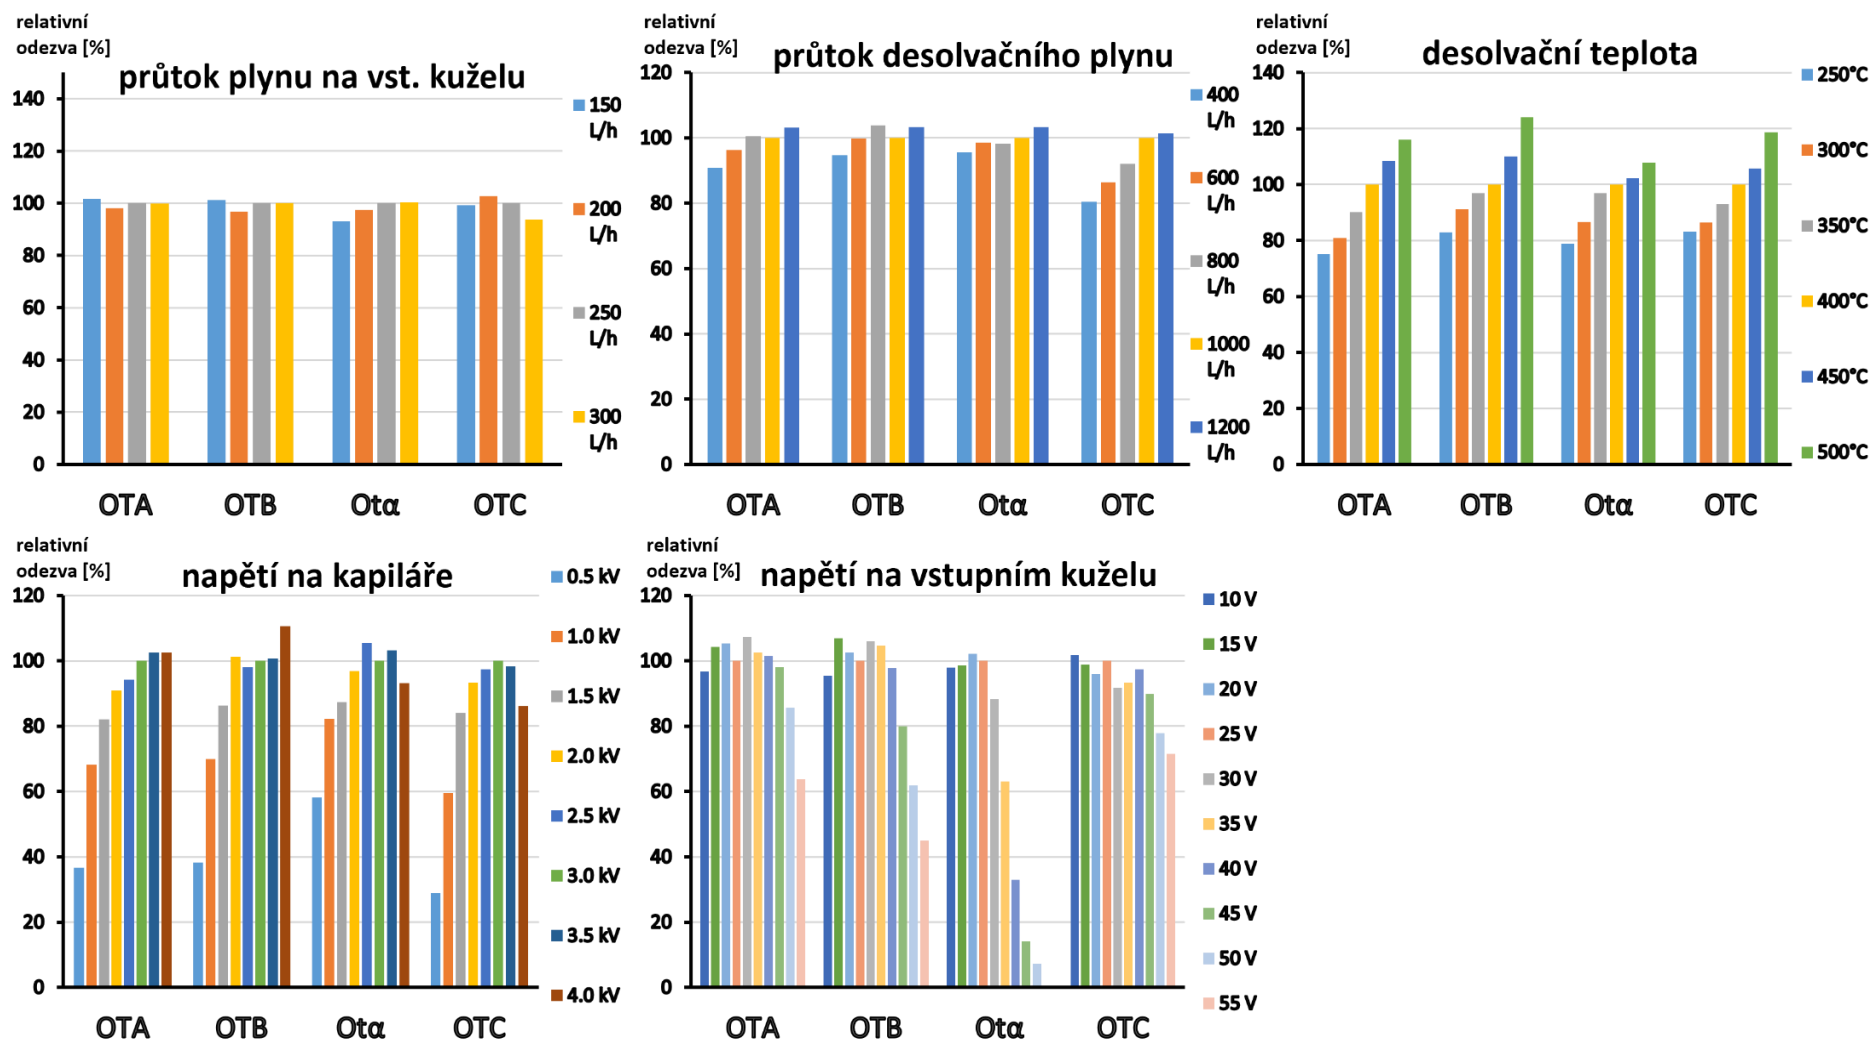 relativní
odezva [%]
průtok plynu na vst. kuželu
140
120
100
80
60
40
20
0
OTA OTB Otα OTC
150
L/h
200
L/h
250
L/h
300
L/h
relativní
odezva [%]
průtok desolvačního plynu
120
100
80
60
40
20
0
OTA OTB Otα OTC
400
L/h
600
L/h
800
L/h
1000
L/h
1200
L/h
relativní
odezva [%]
desolvační teplota
140
120
100
80
60
40
20
0
OTA OTB Otα OTC
250°C
300°C
350°C
400°C
450°C
500°C
relativní
odezva [%]
napětí na kapiláře
120
100
80
60
40
20
0
OTA OTB Otα OTC
0.5 kV
1.0 kV
1.5 kV
2.0 kV
2.5 kV
3.0 kV
3.5 kV
4.0 kV
relativní
odezva [%]
napětí na vstupním kuželu
120
100
80
60
40
20
0
OTA OTB Otα OTC
10 V
15 V
20 V
25 V
30 V
35 V
40 V
45 V
50 V
55 V